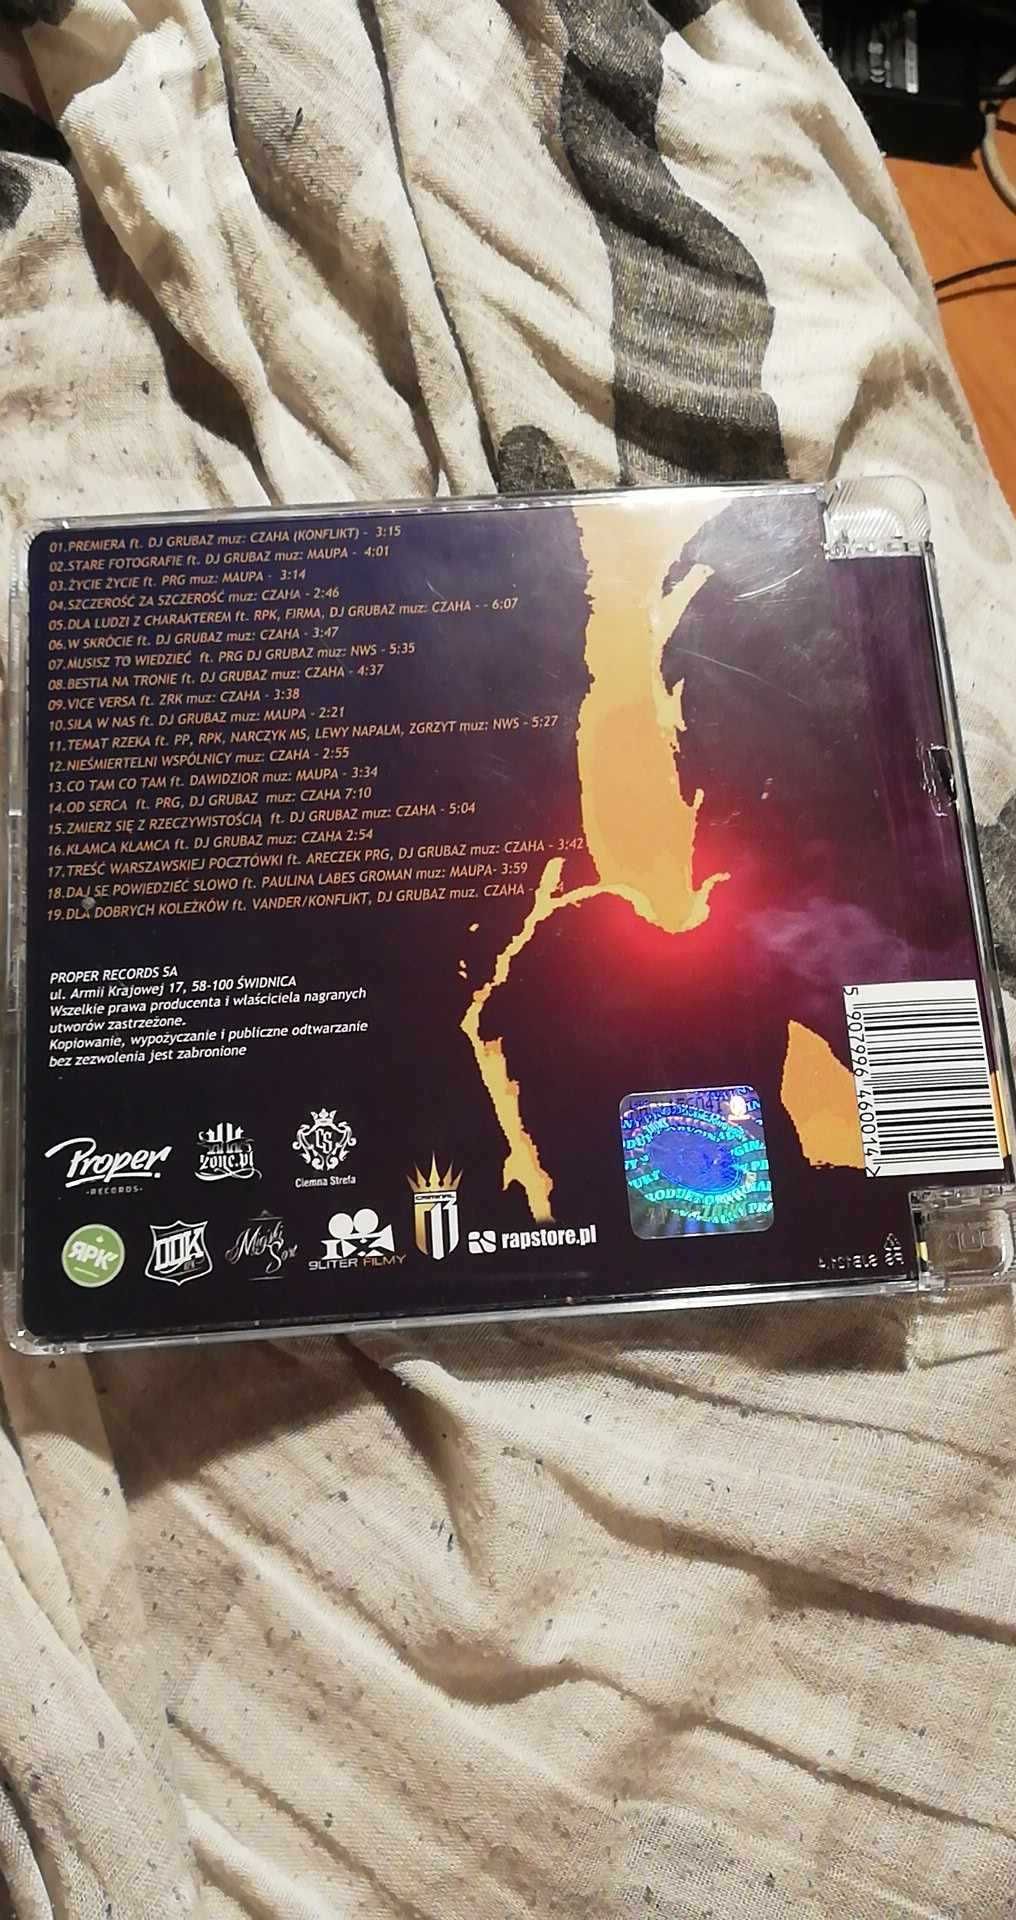 01.PREMIERA ft. DJ GRUBAZ muz: CZAHA (KONFLIKT) - 3:15
02.STARE FOTOGRAFIE ft. DJ GRUBAZ muz: MAUPA - 4:01
03.ŻYCIE ŻYCIE ft. PRG muz: MAUPA - 3:14
04.SZCZEROŚĆ ZA SZCZEROŚĆ muz: CZAHA - 2:46
05.DLA LUDZI Z CHARAKTEREM ft. RPK, FIRMA, DJ GRUBAZ muz: CZAHA - - 6:07
06.W SKRÓCIE ft. DJ GRUBAZ muz: CZAHA - 3:47
07.MUSISZ TO WIEDZIEĆ ft. PRG DJ GRUBAZ muz: NWS - 5:35
08.BESTIA NA TRONIE ft. DJ GRUBAZ muz: CZAHA - 4:37
09.VICE VERSA ft. ZRK muz: CZAHA - 3:38
10.SIŁA W NAS ft. DJ GRUBAZ muz: MAUPA - 2:21
11.TEMAT RZEKA ft. PP, RPK, NARCZYK MS, LEWY NAPALM, ZGRZYT muz: NWS - 5:27
12.NIEŚMIERTELNI WSPÓLNICY muz: CZAHA - 2:55
13.CO TAM CO TAM ft. DAWIDZIOR muz: MAUPA - 3:34
14.OD SERCA ft. PRG, DJ GRUBAZ muz: CZAHA 7:10
15.ZMIERZ SIĘ Z RZECZYWISTOŚCIĄ ft. DJ GRUBAZ muz: CZAHA - 5:04
16.KŁAMCA KŁAMCA ft. DJ GRUBAZ muz: CZAHA 2:54
17.TREŚĆ WARSZAWSKIEJ POCZTÓWKI ft. ARECZEK PRG, DJ GRUBAZ muz: CZAHA - 3:42
18.DAJ SE POWIEDZIEĆ SŁOWO ft. PAULINA LABES GROMAN muz: MAUPA- 3:59
19.DLA DOBRYCH KOLEŻKÓW ft. VANDER/KONFLIKT, DJ GRUBAZ muz. CZAHA -
PROPER RECORDS SA
ul. Armii Krajowej 17, 58-100 ŚWIDNICA
Wszelkie prawa producenta i właściciela nagranych
utworów zastrzeżone.
Kopiowanie, wypożyczanie i publiczne odtwarzanie
bez zezwolenia jest zabronione
5 907996 460014 >
Proper
-RECORDS-
zone.pl
CS
Ciemna Strefa
RPK
DDK
Miejski Sort
9LITER FILMY
CRIMINAL
rapstore.pl